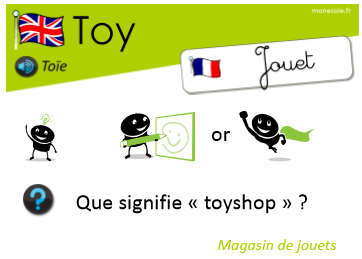 monecole.fr
Toy
Toïe
Jouet
or
?
Que signifie « toyshop » ?
Magasin de jouets